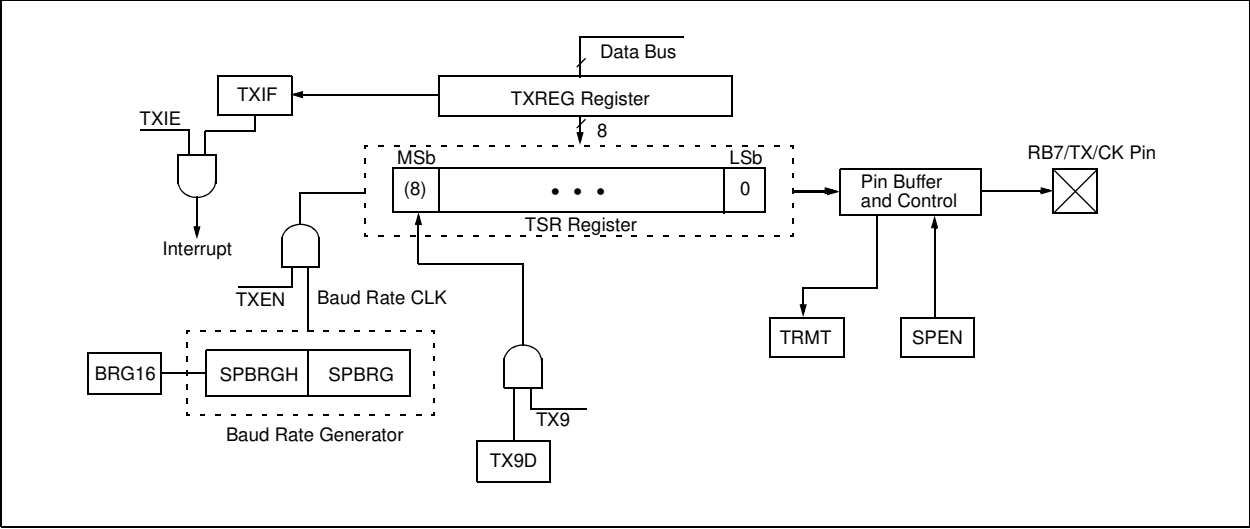 Data Bus
TXIF
TXREG Register
TXIE
8
MSb
LSb
RB7/TX/CK Pin
(8)
• • •
0
Pin Buffer
and Control
TSR Register
Interrupt
TXEN
Baud Rate CLK
TRMT
SPEN
BRG16
SPBRGH
SPBRG
TX9
Baud Rate Generator
TX9D